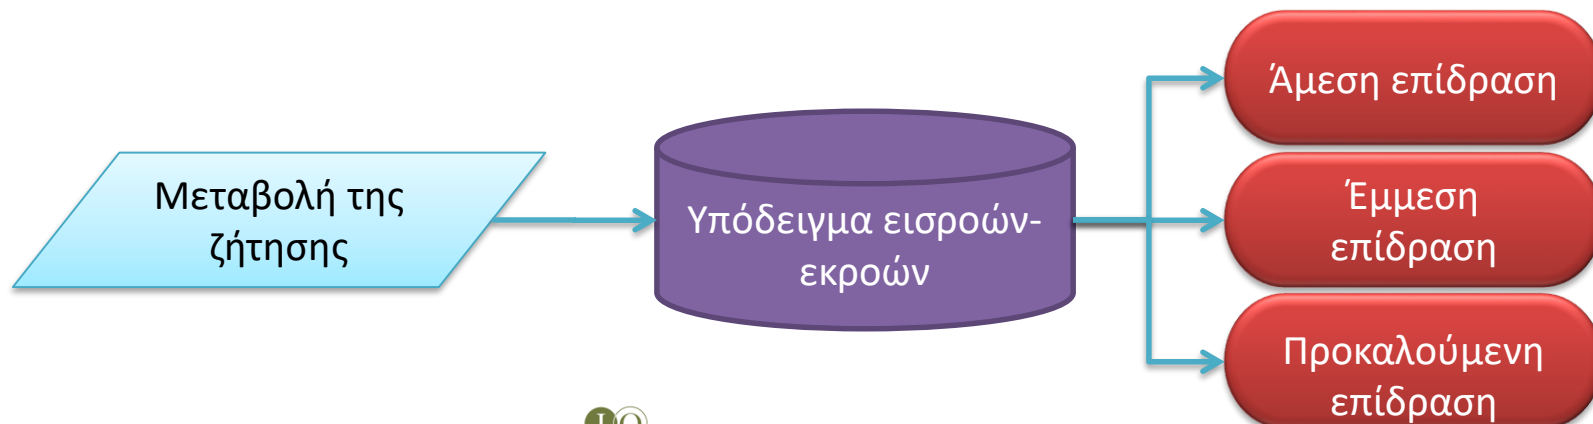 Μεταβολή της
ζήτησης
Υπόδειγμα εισροών-
εκροών
Άμεση επίδραση
Έμμεση
επίδραση
Προκαλούμενη
επίδραση